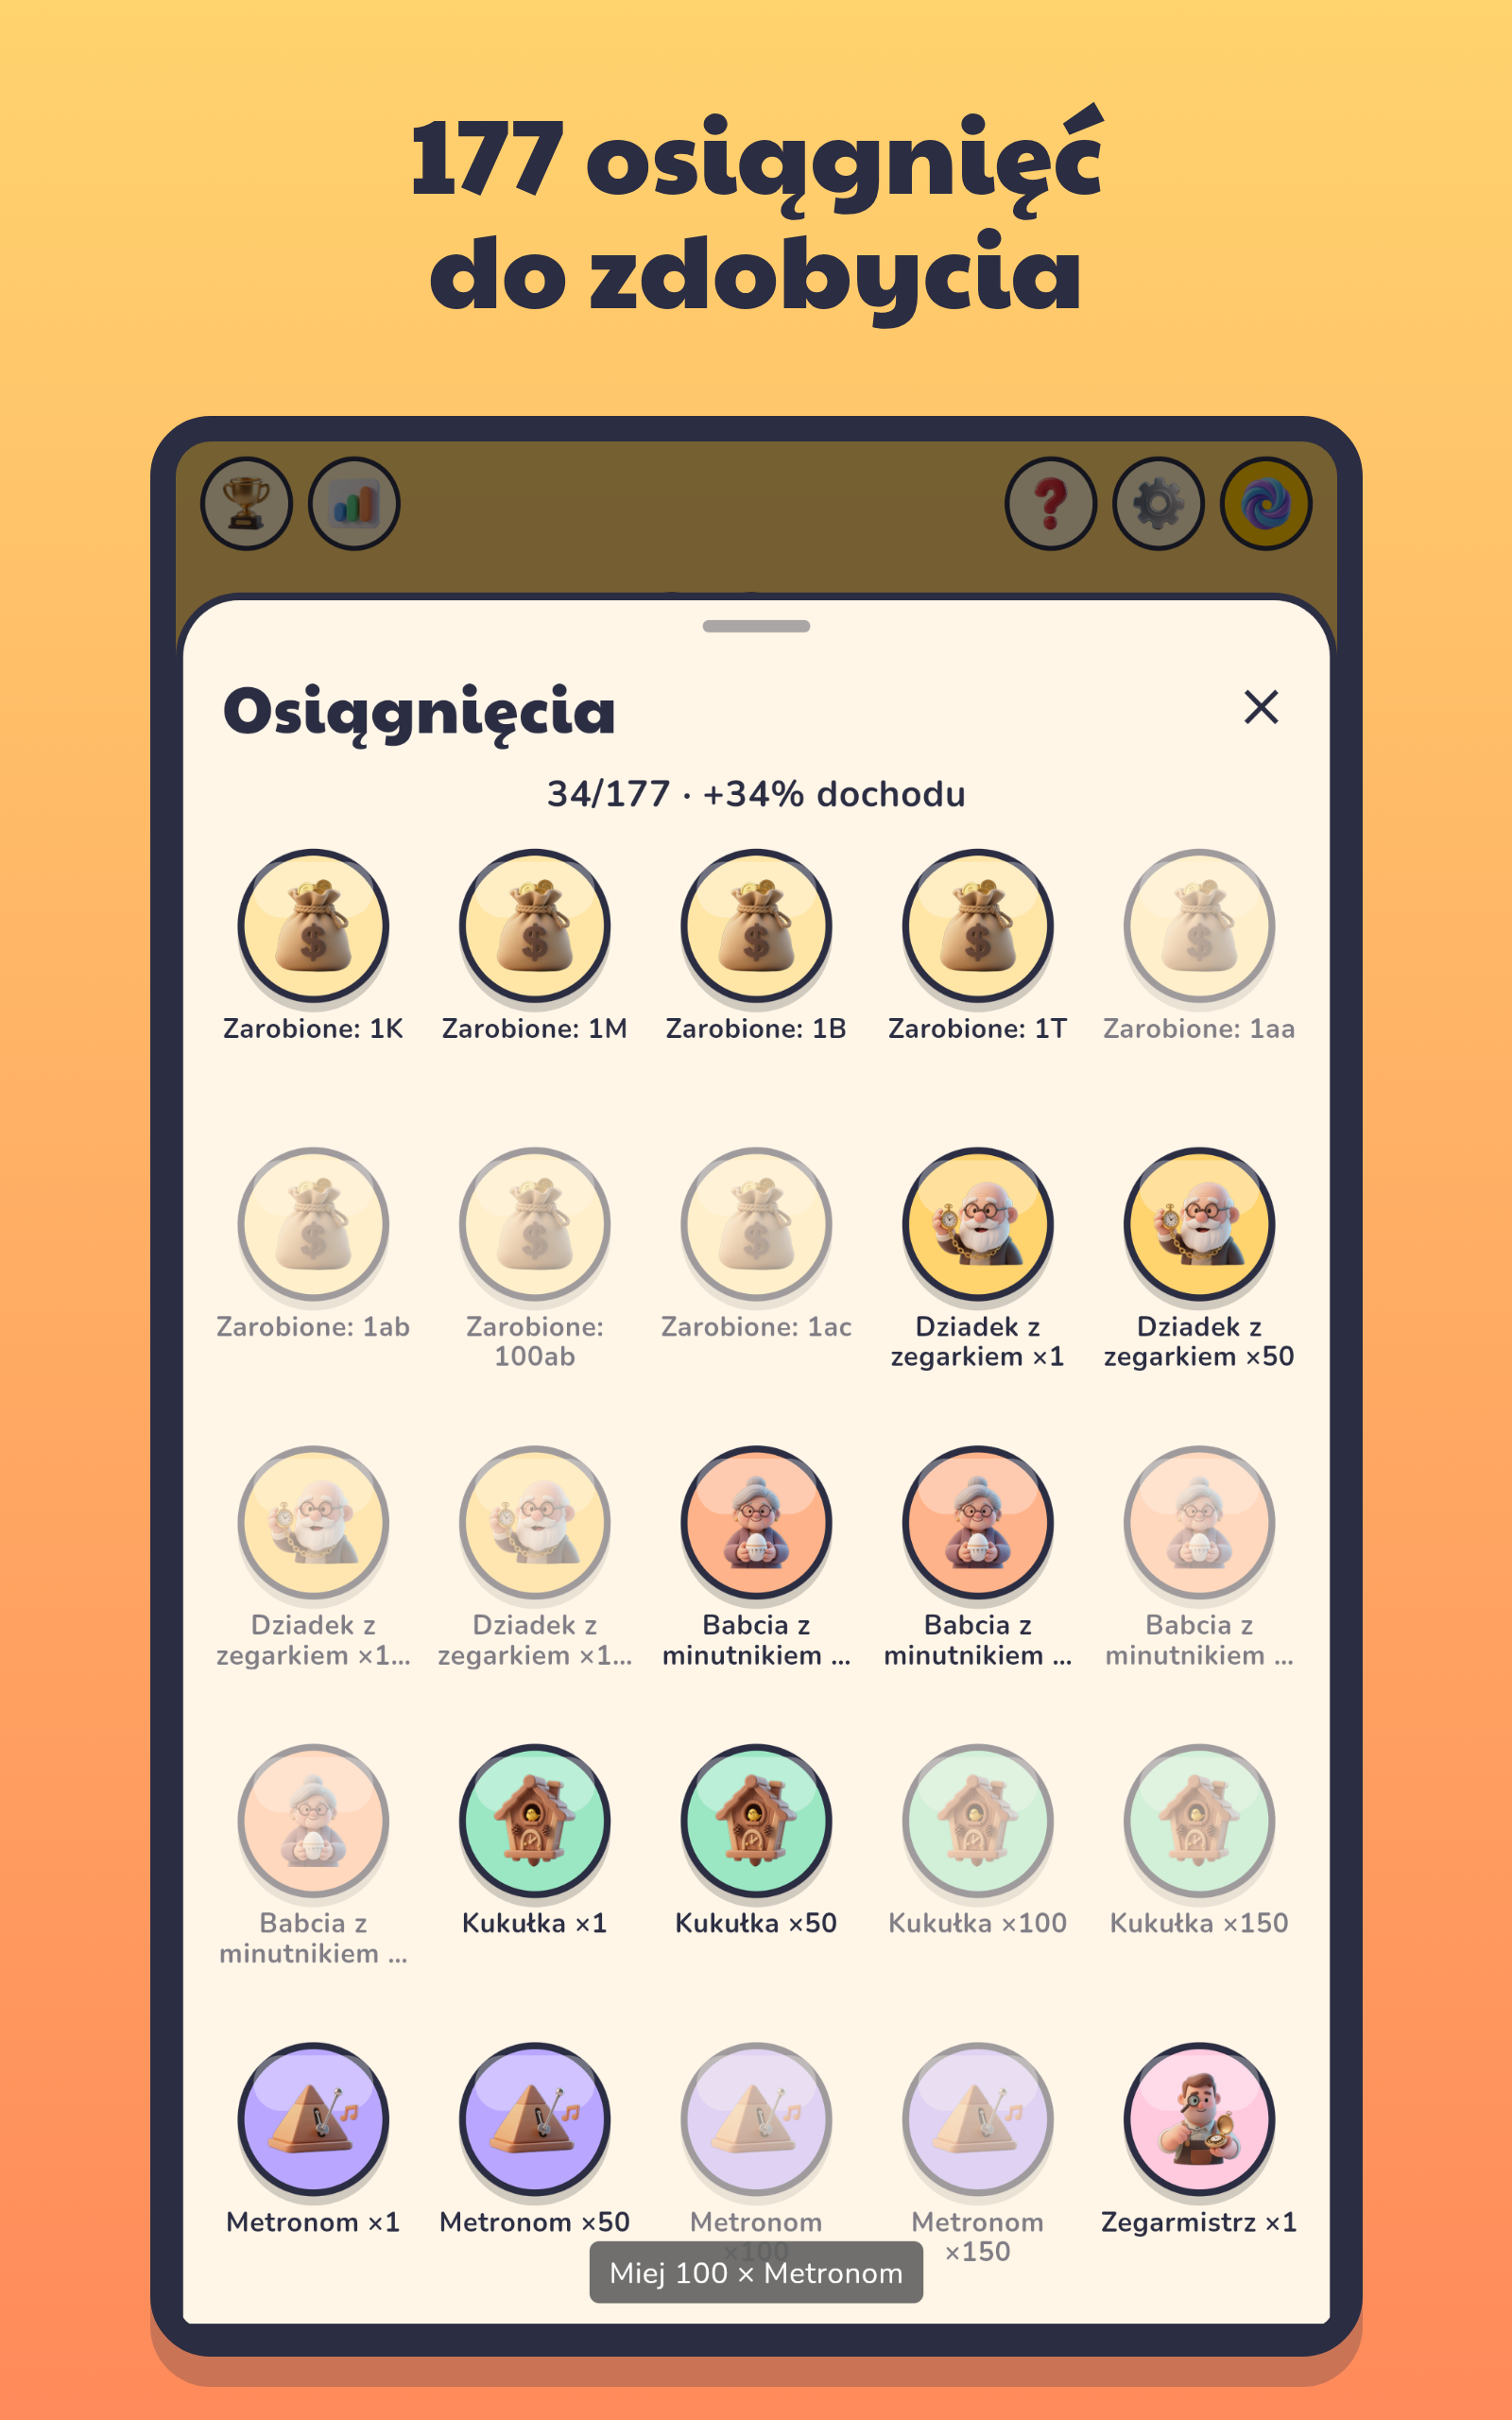 177 osiągnięć
do zdobycia
Osiągnięcia
34/177 · +34% dochodu
Zarobione: 1K
Zarobione: 1M
Zarobione: 1B
Zarobione: 1T
Zarobione: 1aa
Zarobione: 1ab
Zarobione:
100ab
Zarobione: 1ac
Dziadek z
zegarkiem ×1
Dziadek z
zegarkiem ×50
Dziadek z
zegarkiem ×1...
Dziadek z
zegarkiem ×1...
Babcia z
minutnikiem ...
Babcia z
minutnikiem ...
Babcia z
minutnikiem ...
Babcia z
minutnikiem ...
Kukułka ×1
Kukułka ×50
Kukułka ×100
Kukułka ×150
Metronom ×1
Metronom ×50
Metronom
×100
Metronom
×150
Zegarmistrz ×1
Miej 100 × Metronom